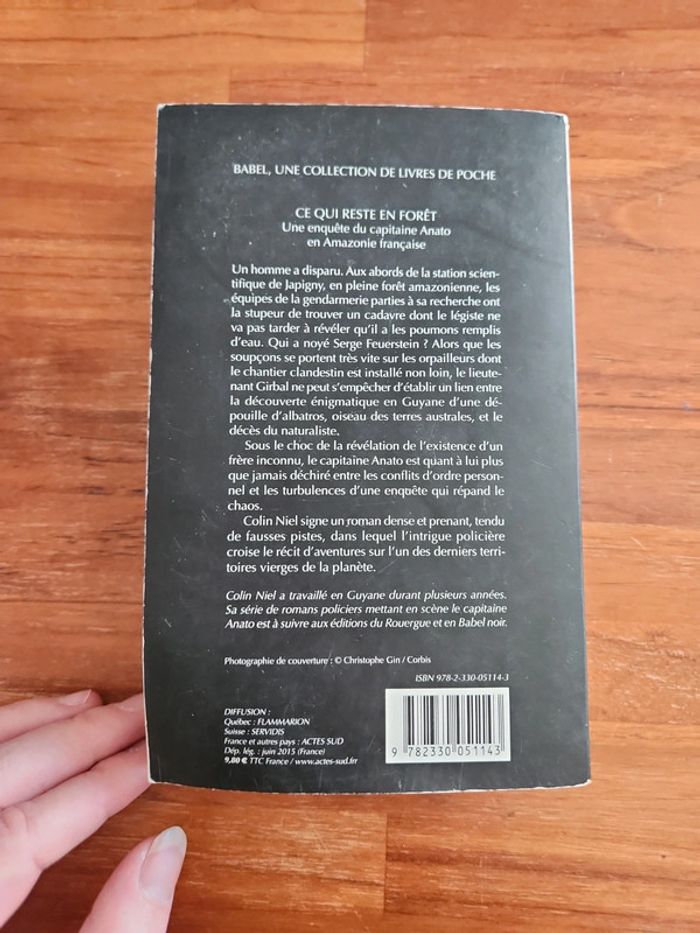 BABEL, UNE COLLECTION DE LIVRES DE POCHE
CE QUI RESTE EN FORÊT
Une enquête du capitaine Anato
en Amazonie française
Un homme a disparu. Aux abords de la station scien-
tifique de Japigny, en pleine forêt amazonienne, les
équipes de la gendarmerie parties à sa recherche ont
la stupeur de trouver un cadavre dont le légiste ne
va pas tarder à révéler qu'il a les poumons remplis
d'eau. Qui a noyé Serge Feuerstein ? Alors que les
soupçons se portent très vite sur les orpailleurs dont
le chantier clandestin est installé non loin, le lieute-
nant Girbal ne peut s'empêcher d'établir un lien entre
la découverte énigmatique en Guyane d'une dé-
pouille d'albatros, oiseau des terres australes, et le
décès du naturaliste.
Sous le choc de la révélation de l'existence d'un
frère inconnu, le capitaine Anato est quant à lui plus
que jamais déchiré entre les conflits d'ordre person-
nel et les turbulences d'une enquête qui répand le
chaos.
Colin Niel signe un roman dense et prenant, tendu
de fausses pistes, dans lequel l'intrigue policière
croise le récit d'aventures sur l'un des derniers terri-
toires vierges de la planète.
Colin Niel a travaillé en Guyane durant plusieurs années.
Sa série de romans policiers mettant en scène le capitaine
Anato est à suivre aux éditions du Rouergue et en Babel noir.
Photographie de couverture : © Christophe Gin / Corbis
ISBN 978-2-330-05114-3
DIFFUSION :
Québec : FLAMMARION
Suisse : SERVIDIS
France et autres pays : ACTES SUD
Dép. lég. : juin 2015 (France)
9,80 € TTC France / www.actes-sud.frr
9 782330 051143